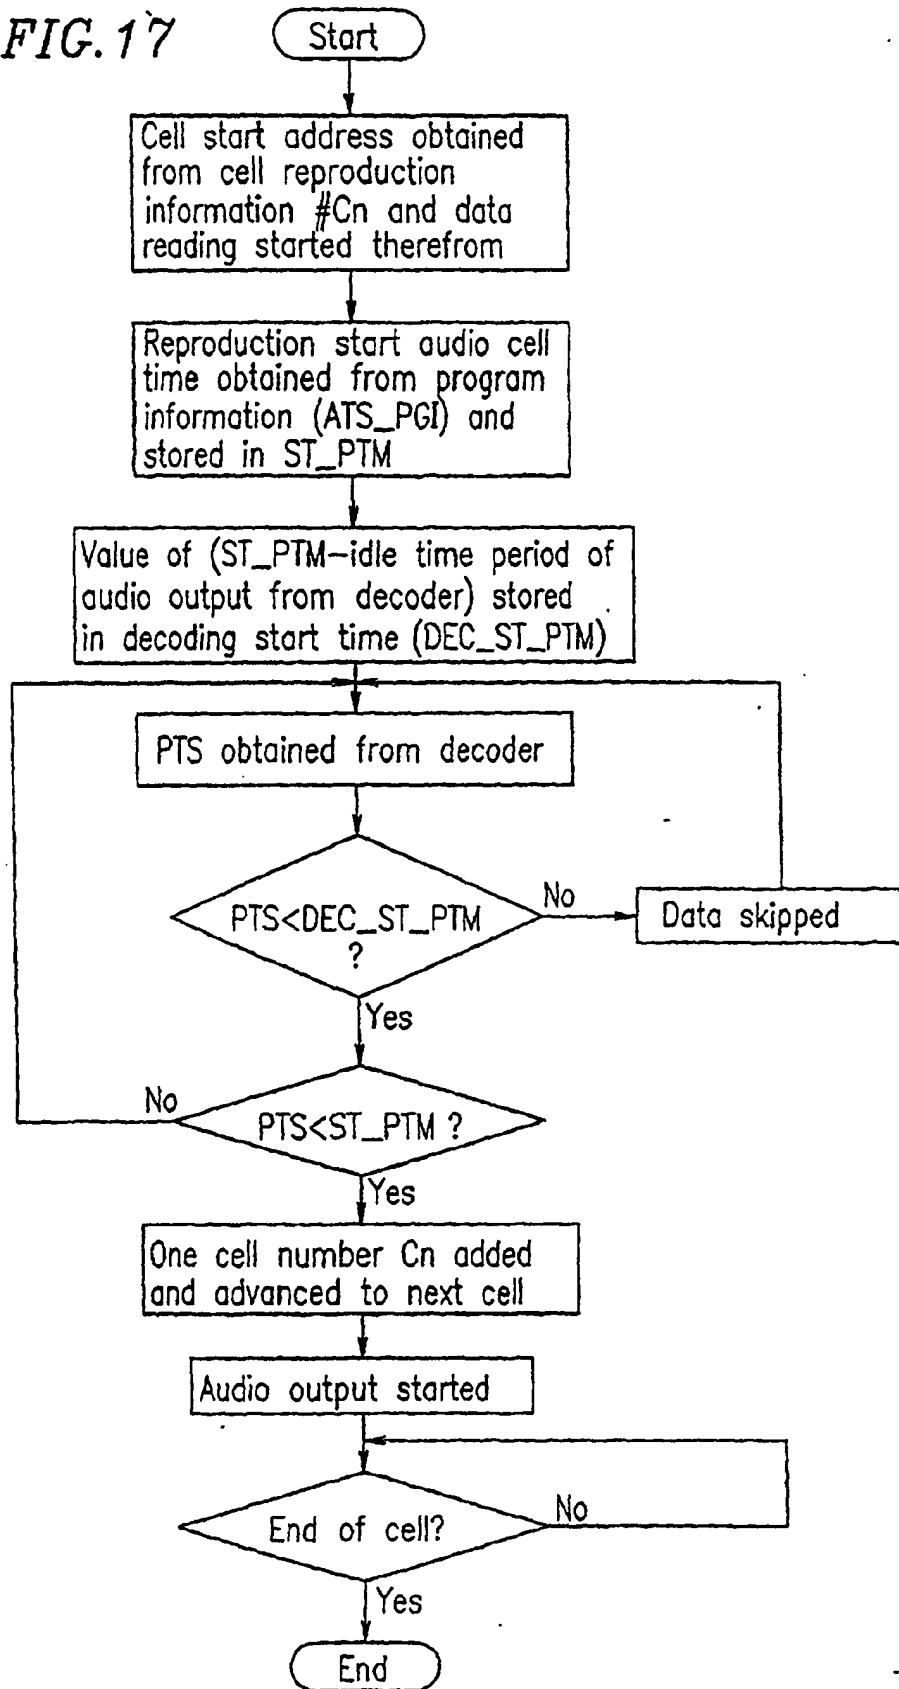 FIG.17
Start
Cell start address obtained
from cell reproduction
information #Cn and data
reading started therefrom
Reproduction start audio cell
time obtained from program
information (ATS_PGI) and
stored in ST_PTM
Value of (ST_PTM-idle time period of
audio output from decoder) stored
in decoding start time (DEC_ST_PTM)
PTS obtained from decoder
PTS<DEC_ST_PTM
?
No
Data skipped
Yes
No
PTS<ST_PTM ?
Yes
One cell number Cn added
and advanced to next cell
Audio output started
End of cell?
No
Yes
End